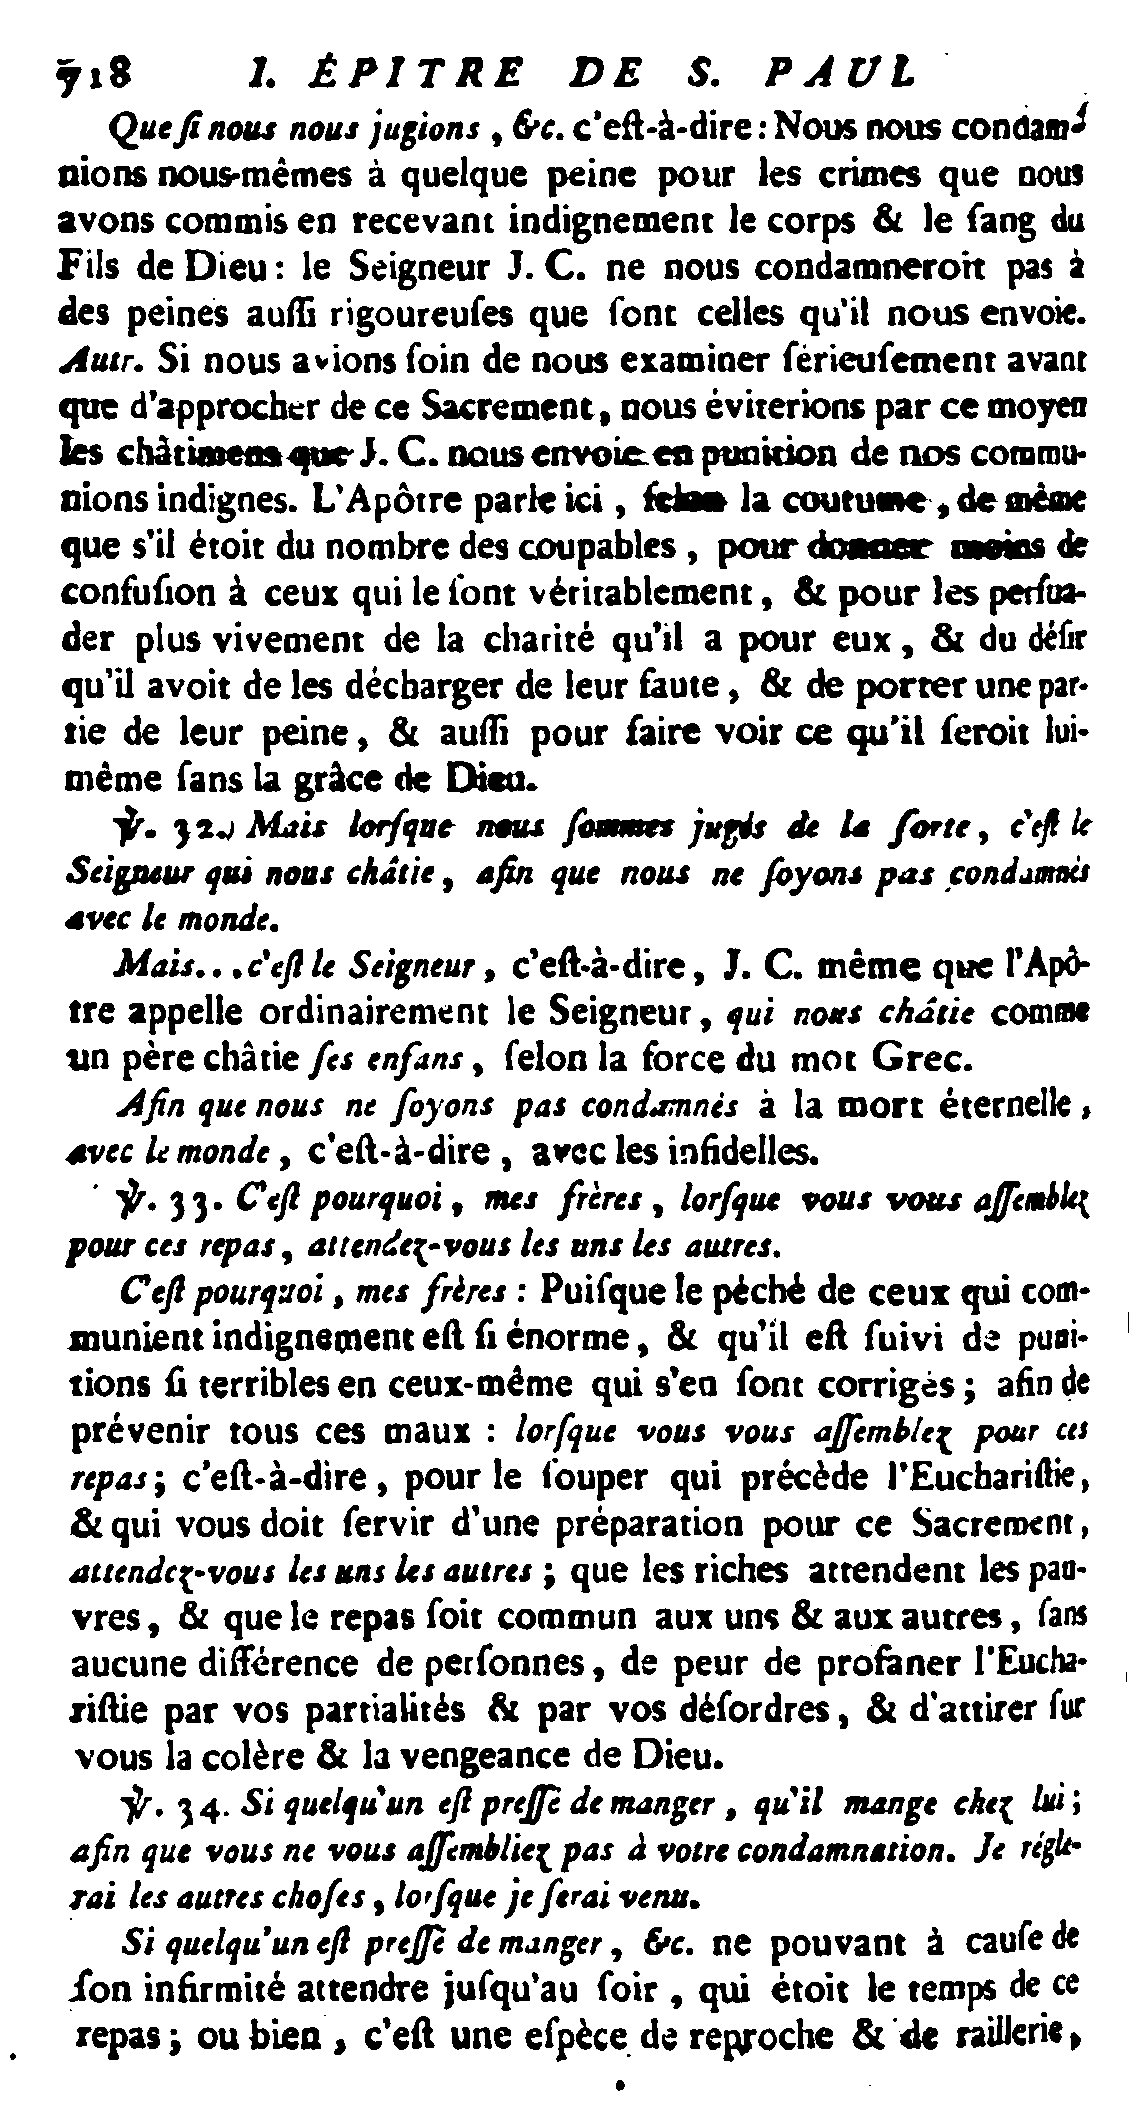 718 I. ÉPITRE DE S. PAUL
Que ſi nous nous jugions, &c. c'eſt-à-dire: Nous nous condam-
nions nous-mêmes à quelque peine pour les crimes que nous
avons commis en recevant indignement le corps & le ſang du
Fils de Dieu: le Seigneur J. C. ne nous condamneroit pas à
des peines auſſi rigoureuſes que ſont celles qu'il nous envoie.
Autr. Si nous avions ſoin de nous examiner ſérieuſement avant
que d'approcher de ce Sacrement, nous éviterions par ce moyen
les châtimens que J. C. nous envoie en punition de nos commu-
nions indignes. L'Apôtre parle ici, ſelon la coutume, de même
que s'il étoit du nombre des coupables, pour donner moins de
confuſion à ceux qui le ſont véritablement, & pour les perſua-
der plus vivement de la charité qu'il a pour eux, & du déſir
qu'il avoit de les décharger de leur faute, & de porter une par-
tie de leur peine, & auſſi pour faire voir ce qu'il ſeroit lui-
même ſans la grâce de Dieu.
℣. 32. Mais lorſque nous ſommes jugés de la ſorte, c'eſt le
Seigneur qui nous châtie, afin que nous ne ſoyons pas condamnés
avec le monde.
Mais... c'eſt le Seigneur, c'eſt-à-dire, J. C. même que l'Apô-
tre appelle ordinairement le Seigneur, qui nous châtie comme
un père châtie ſes enfans, ſelon la force du mot Grec.
Afin que nous ne ſoyons pas condamnés à la mort éternelle,
avec le monde, c'eſt-à-dire, avec les infidelles.
℣. 33. C'eſt pourquoi, mes frères, lorſque vous vous aſſemblez
pour ces repas, attendez-vous les uns les autres.
C'eſt pourquoi, mes frères: Puiſque le péché de ceux qui com-
munient indignement eſt ſi énorme, & qu'il eſt ſuivi de puni-
tions ſi terribles en ceux-même qui s'en ſont corrigés; afin de
prévenir tous ces maux: lorſque vous vous aſſemblez pour ces
repas; c'eſt-à-dire, pour le ſouper qui précède l'Euchariſtie,
& qui vous doit ſervir d'une préparation pour ce Sacrement,
attendez-vous les uns les autres; que les riches attendent les pau-
vres, & que le repas ſoit commun aux uns & aux autres, ſans
aucune différence de perſonnes, de peur de profaner l'Eucha-
riſtie par vos partialités & par vos déſordres, & d'attirer ſur
vous la colère & la vengeance de Dieu.
℣. 34. Si quelqu'un eſt preſſé de manger, qu'il mange chez lui;
afin que vous ne vous aſſembliez pas à votre condamnation. Je régle-
rai les autres choſes, lorſque je ſerai venu.
Si quelqu'un eſt preſſé de manger, &c. ne pouvant à cauſe de
ſon infirmité attendre juſqu'au ſoir, qui étoit le temps de ce
repas; ou bien, c'eſt une eſpèce de reproche & de raillerie,